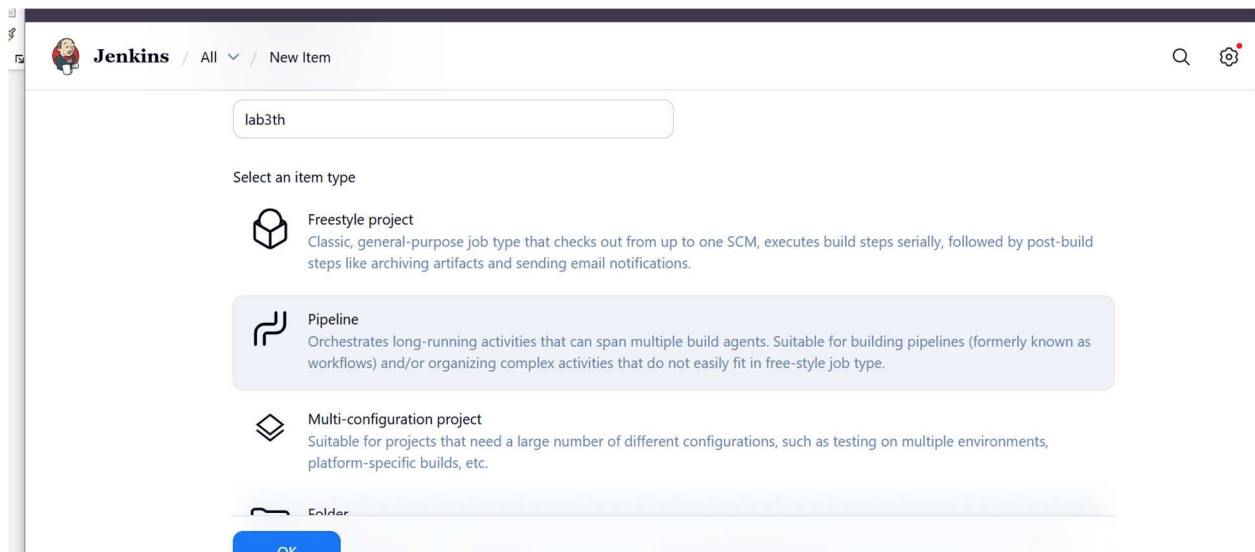 Jenkins / All / New Item
lab3th
Select an item type
Freestyle project
Classic, general-purpose job type that checks out from up to one SCM, executes build steps serially, followed by post-build
steps like archiving artifacts and sending email notifications.
Pipeline
Orchestrates long-running activities that can span multiple build agents. Suitable for building pipelines (formerly known as
workflows) and/or organizing complex activities that do not easily fit in free-style job type.
Multi-configuration project
Suitable for projects that need a large number of different configurations, such as testing on multiple environments,
platform-specific builds, etc.
Folder
OK